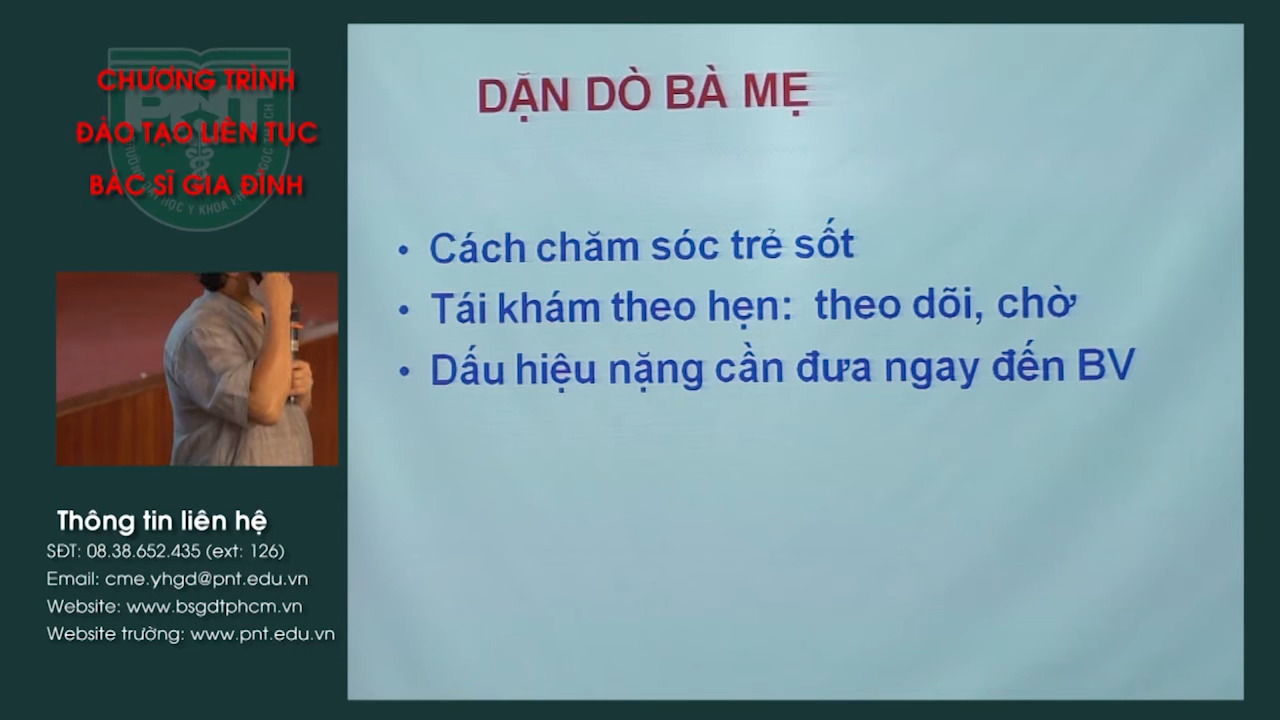 CHƯƠNG TRÌNH
ĐÀO TẠO LIÊN TỤC
BÁC SĨ GIA ĐÌNH
PNT
Thông tin liên hệ
SĐT: 08.38.652.435 (ext: 126)
Email: cme.yhgd@pnt.edu.vn
Website: www.bsgdtphcm.vn
Website trường: www.pnt.edu.vn
DẶN DÒ BÀ MẸ
• Cách chăm sóc trẻ sốt
• Tái khám theo hẹn: theo dõi, chờ
• Dấu hiệu nặng cần đưa ngay đến BV